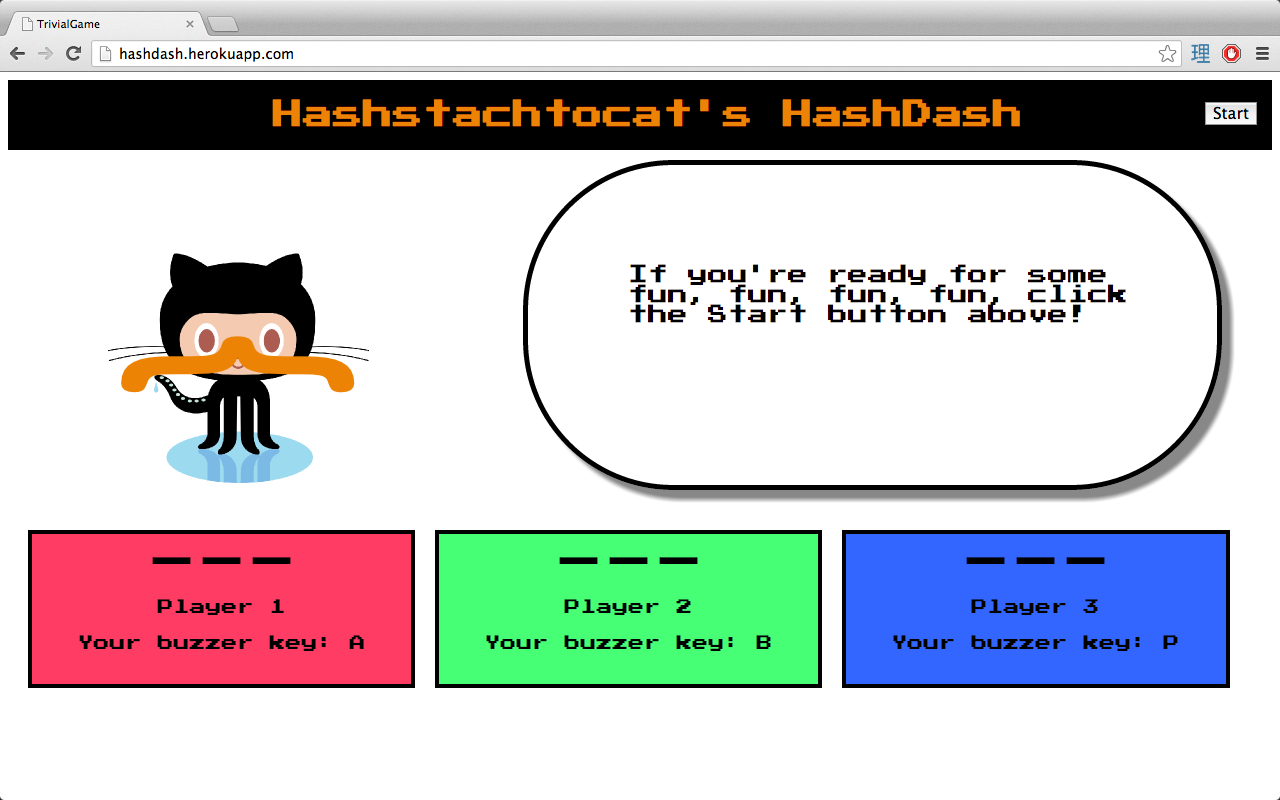 TrivialGame
hashdash.herokuapp.com
理
Hashstachtocat's HashDash
Start
If you're ready for some
fun, fun, fun, fun, click
the Start button above!
Player 1
Your buzzer key: A
Player 2
Your buzzer key: B
Player 3
Your buzzer key: P